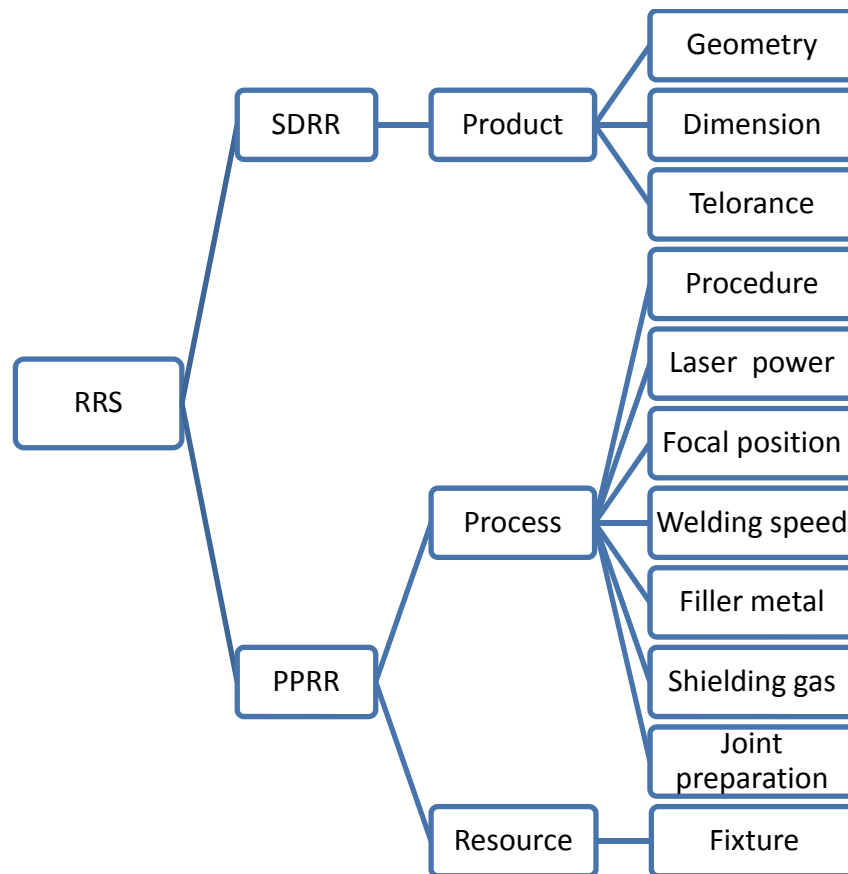 Geometry
SDRR
Product
Dimension
Telorance
Procedure
Laser power
RRS
Focal position
Process
Welding speed
Filler metal
PPRR
Shielding gas
Joint
preparation
Resource
Fixture